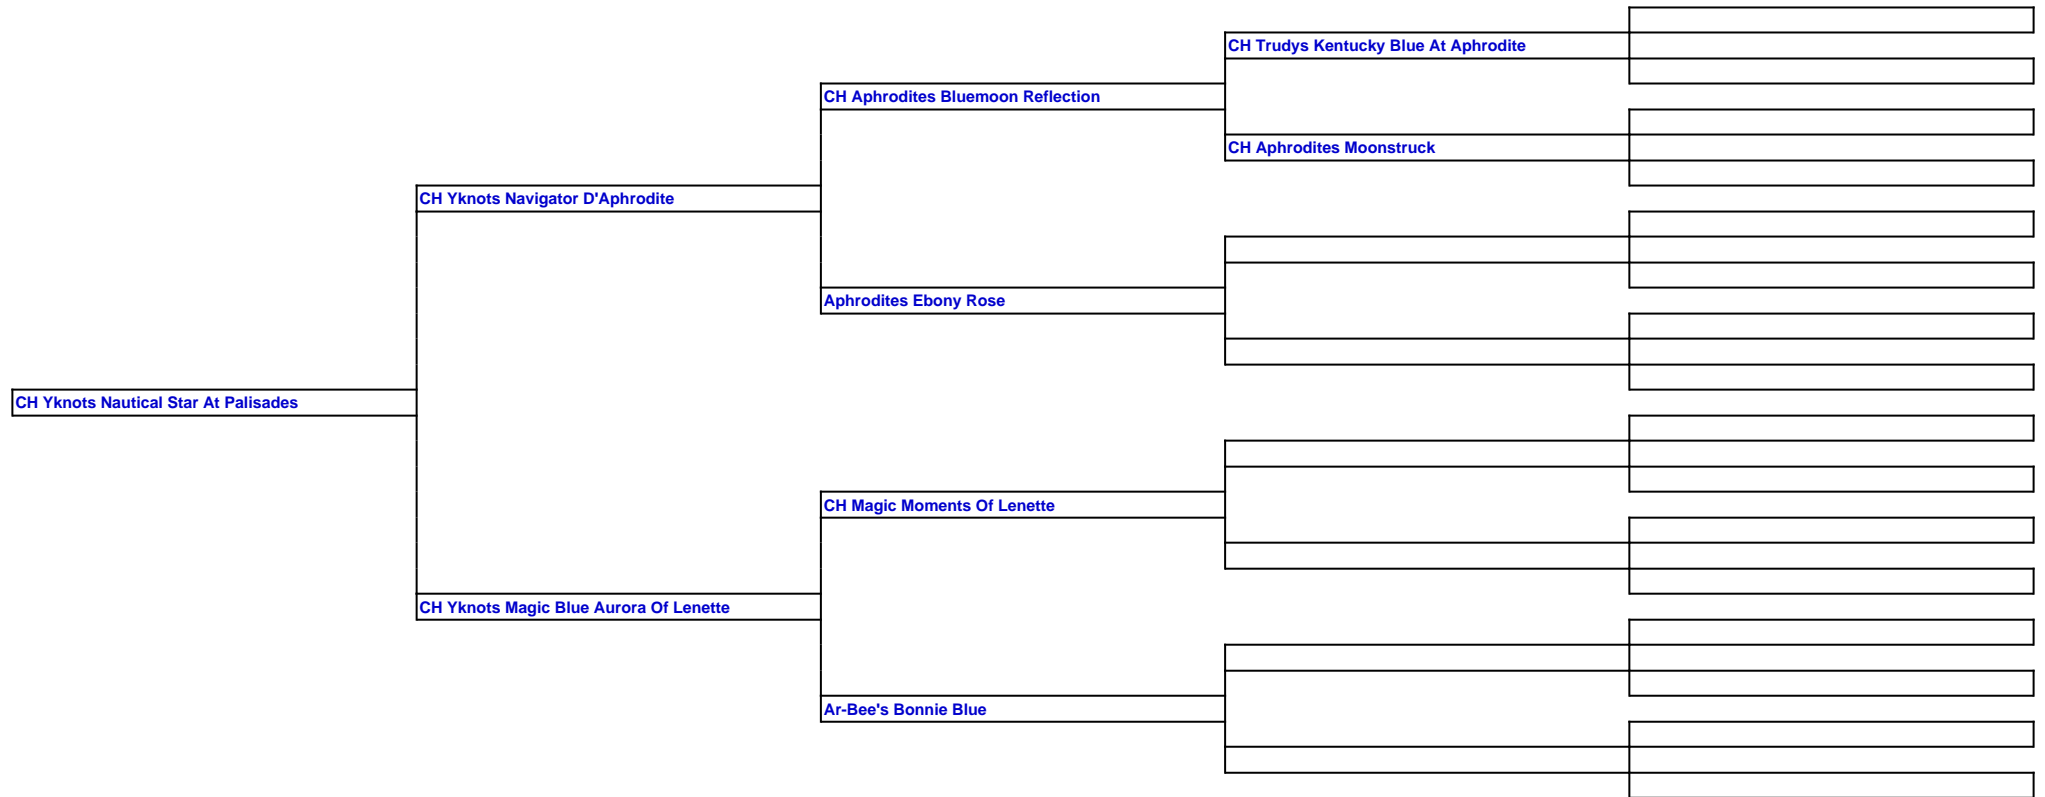 CH Trudys Kentucky Blue At Aphrodite
CH Aphrodites Bluemoon Reflection
CH Aphrodites Moonstruck
CH Yknots Navigator D'Aphrodite
Aphrodites Ebony Rose
CH Yknots Nautical Star At Palisades
CH Magic Moments Of Lenette
CH Yknots Magic Blue Aurora Of Lenette
Ar-Bee's Bonnie Blue